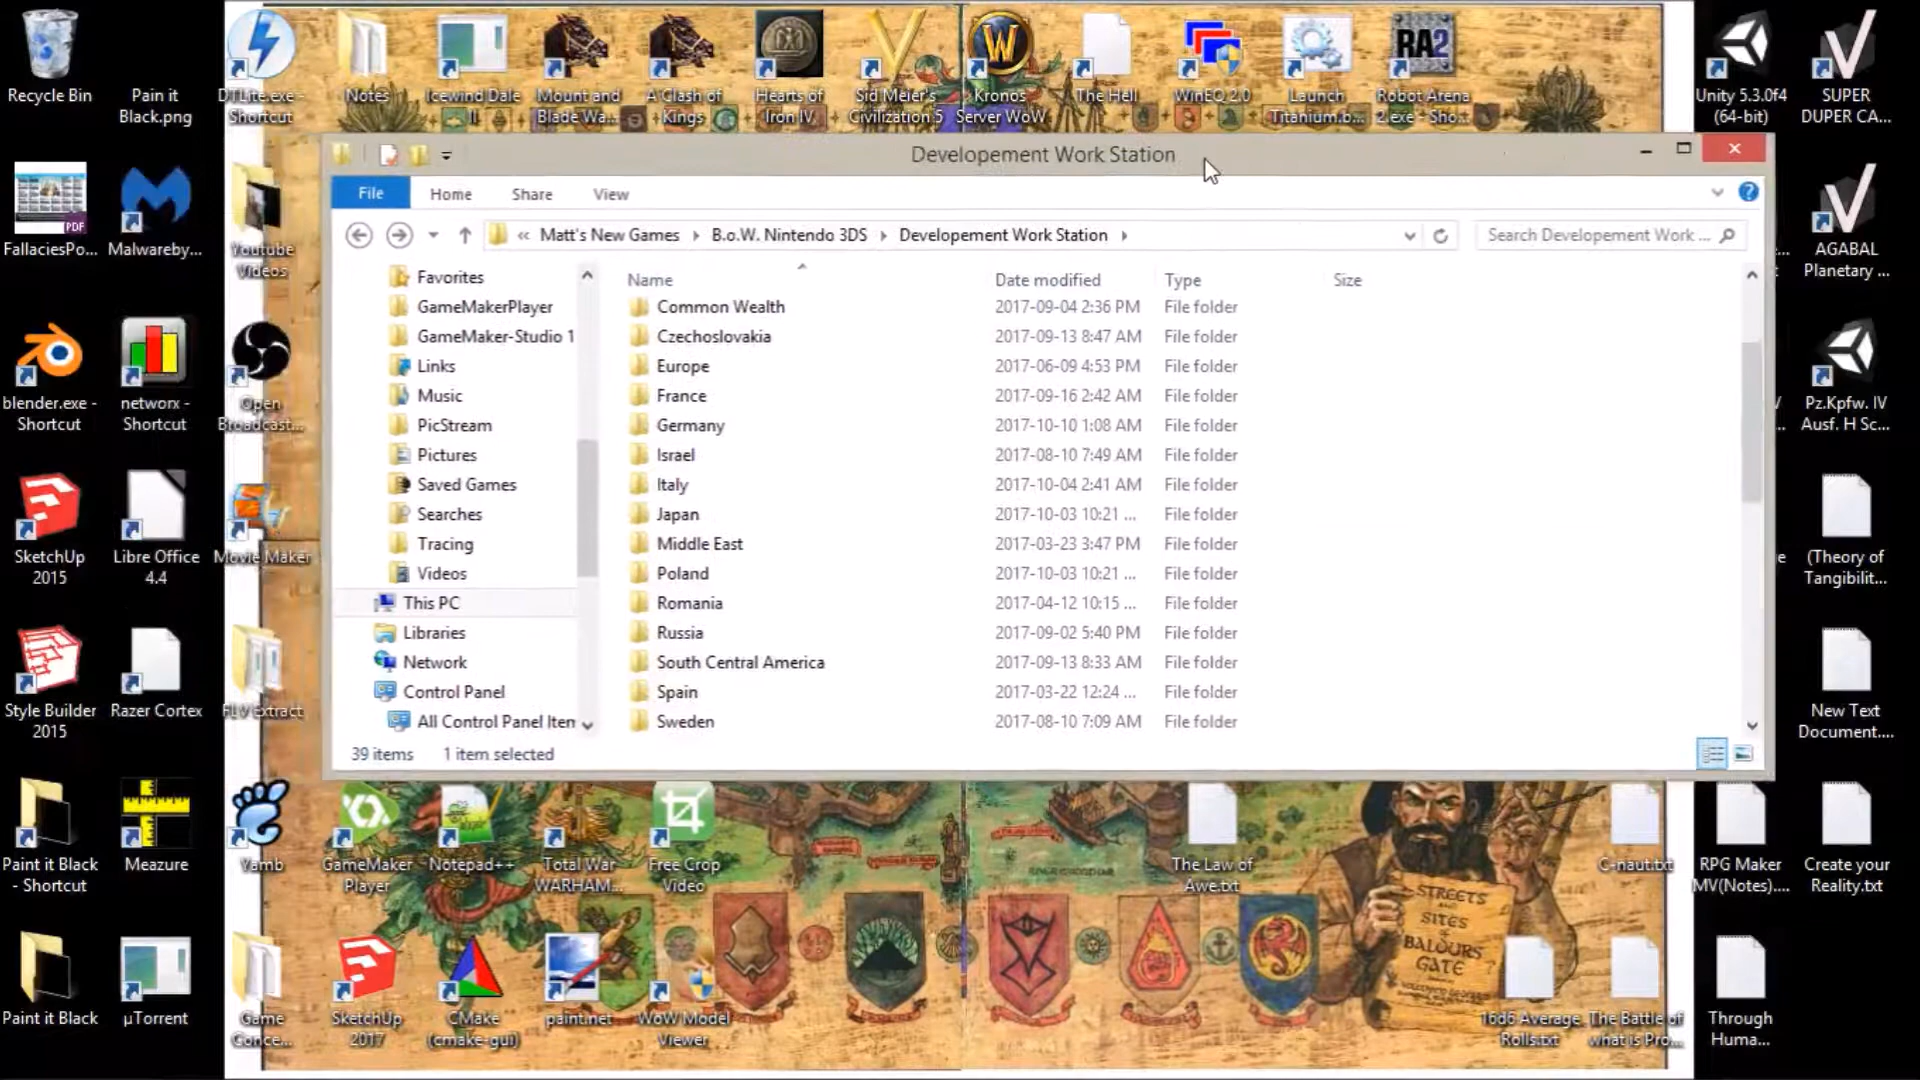 Recycle Bin
Pain it
Black.png
DTLite.exe -
Shortcut
Notes
Icewind Dale
II
Mount and
Blade Wa...
A Clash of
Kings
Hearts of
Iron IV
Sid Meier's
Civilization 5
Kronos
Server WoW
The Hell
WinEQ 2.0
Launch
Titanium.b...
RA2
Robot Arena
2.exe - Sho...
Unity 5.3.0f4
(64-bit)
SUPER
DUPER CA...
Developement Work Station
File
Home
Share
View
« Matt's New Games
B.o.W. Nintendo 3DS
Developement Work Station
Search Developement Work ...
Name
Date modified
Type
Size
Favorites
GameMakerPlayer
GameMaker-Studio 1
Links
Music
PicStream
Pictures
Saved Games
Searches
Tracing
Videos
This PC
Libraries
Network
Control Panel
All Control Panel Iten
Common Wealth 2017-09-04 2:36 PM File folder
Czechoslovakia 2017-09-13 8:47 AM File folder
Europe 2017-06-09 4:53 PM File folder
France 2017-09-16 2:42 AM File folder
Germany 2017-10-10 1:08 AM File folder
Israel 2017-08-10 7:49 AM File folder
Italy 2017-10-04 2:41 AM File folder
Japan 2017-10-03 10:21 ... File folder
Middle East 2017-03-23 3:47 PM File folder
Poland 2017-10-03 10:21 ... File folder
Romania 2017-04-12 10:15 ... File folder
Russia 2017-09-02 5:40 PM File folder
South Central America 2017-09-13 8:33 AM File folder
Spain 2017-03-22 12:24 ... File folder
Sweden 2017-08-10 7:09 AM File folder
39 items 1 item selected
PDF
FallaciesPo...
Malwareby...
Youtube
Videos
AGABAL
Planetary ...
blender.exe -
Shortcut
networx -
Shortcut
Open
Broadcast...
Pz.Kpfw. IV
Ausf. H Sc...
SketchUp
2015
Libre Office
4.4
Movie Maker
(Theory of
Tangibilit...
Style Builder
2015
Razer Cortex
FLV Extract
New Text
Document....
Paint it Black
- Shortcut
Meazure
Yamb
GameMaker
Player
Notepad++
Total War
WARHAM...
Free Crop
Video
The Law of
Awe.txt
C-naut.txt
RPG Maker
MV(Notes)....
Create your
Reality.txt
STREETS
AND
SITES
OF
BALDURS
GATE
Paint it Black
µTorrent
Game
Conce...
SketchUp
2017
CMake
(cmake-gui)
paint.net
WoW Model
Viewer
16d6 Average
Rolls.txt
The Battle of
what is Pro...
Through
Huma...